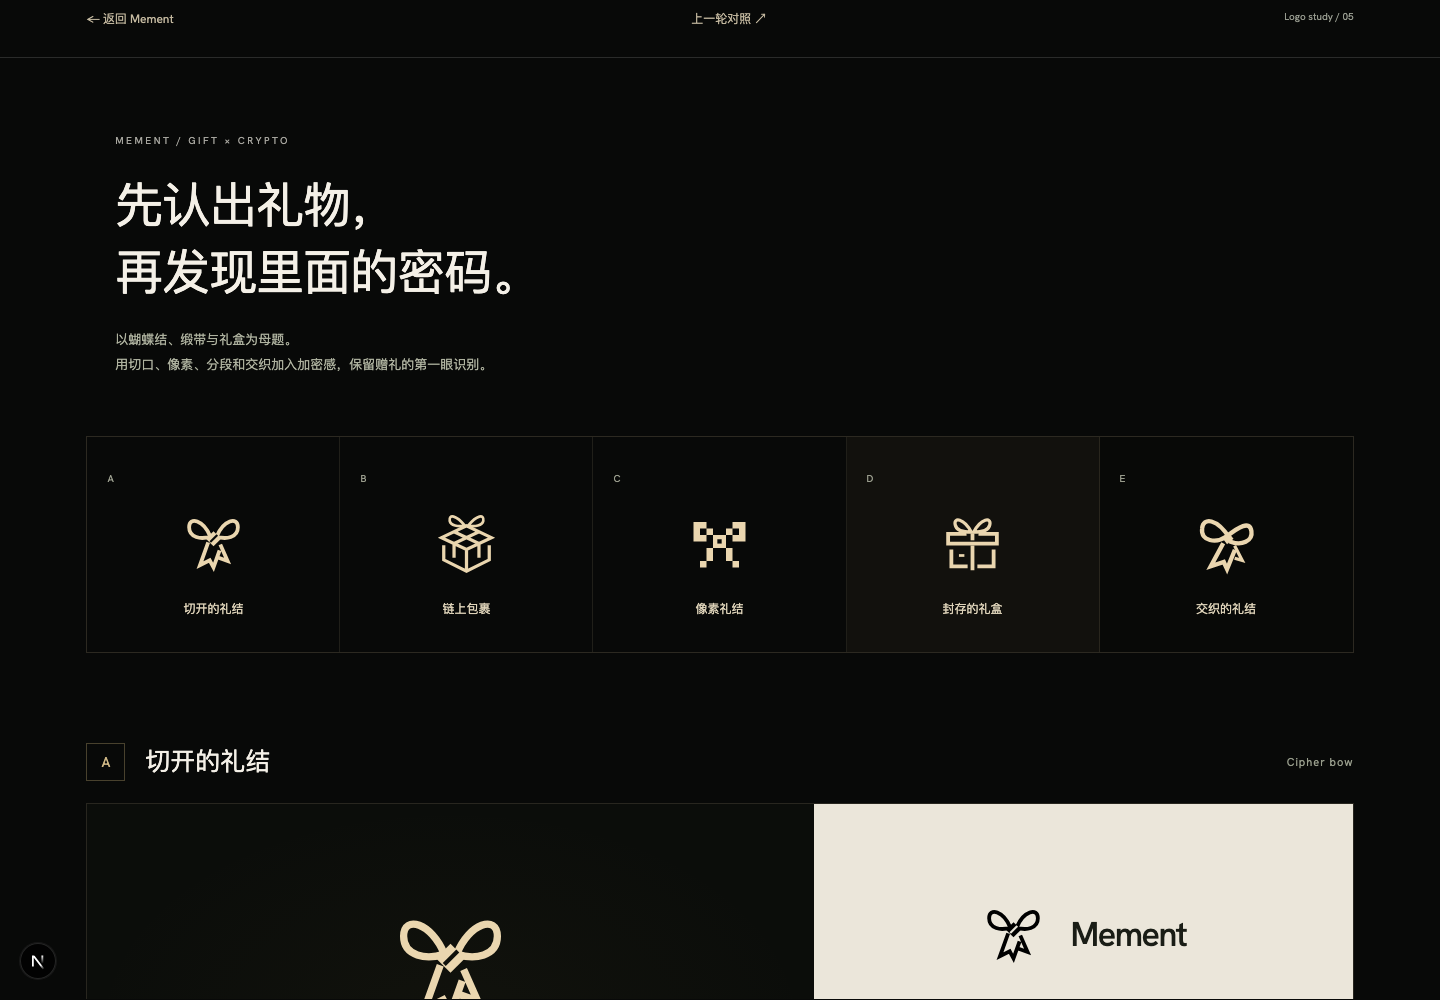 ← 返回 Mement
上一轮对照 ↗
Logo study / 05
MEMENT / GIFT × CRYPTO
先认出礼物，
再发现里面的密码。
以蝴蝶结、缎带与礼盒为母题。
用切口、像素、分段和交织加入加密感，保留赠礼的第一眼识别。
A
B
C
D
E
切开的礼结
链上包裹
像素礼结
封存的礼盒
交织的礼结
A
切开的礼结
Cipher bow
Mement
N